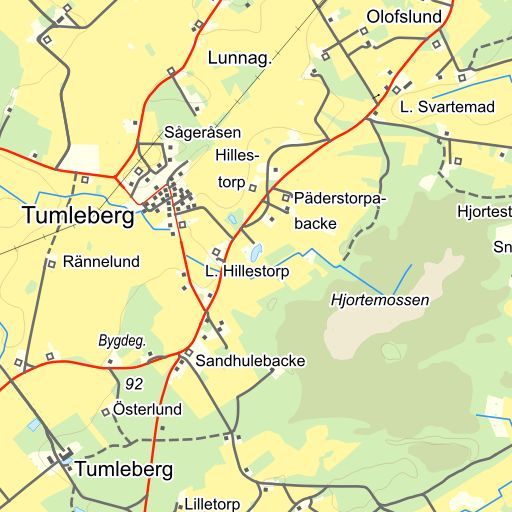 Olofslund
Lunnag.
L. Svartemad
Sågeråsen
Hilles-
torp
Päderstorpa-
backe
Tumleberg
Hjortest
Sn
Rännelund
L. Hillestorp
Hjortemossen
Bygdeg.
Sandhulebacke
92
Österlund
Tumleberg
Lilletorp